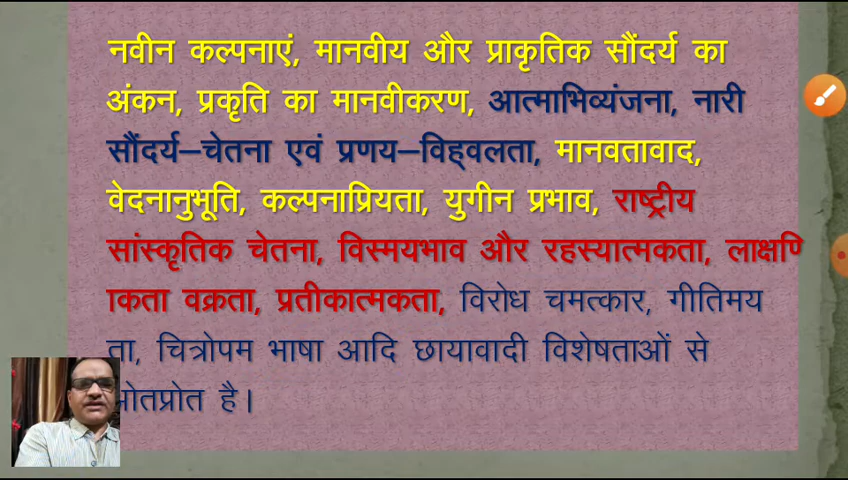 नवीन कल्पनाएं, मानवीय और प्राकृतिक सौंदर्य का
अंकन, प्रकृति का मानवीकरण, आत्माभिव्यंजना, नारी
सौंदर्य–चेतना एवं प्रणय–विह्वलता, मानवतावाद,
वेदनानुभूति, कल्पनाप्रियता, युगीन प्रभाव, राष्ट्रीय
सांस्कृतिक चेतना, विस्मयभाव और रहस्यात्मकता, लाक्षणि
कता वक्रता, प्रतीकात्मकता, विरोध चमत्कार, गीतिमय
ता, चित्रोपम भाषा आदि छायावादी विशेषताओं से
ओतप्रोत है।